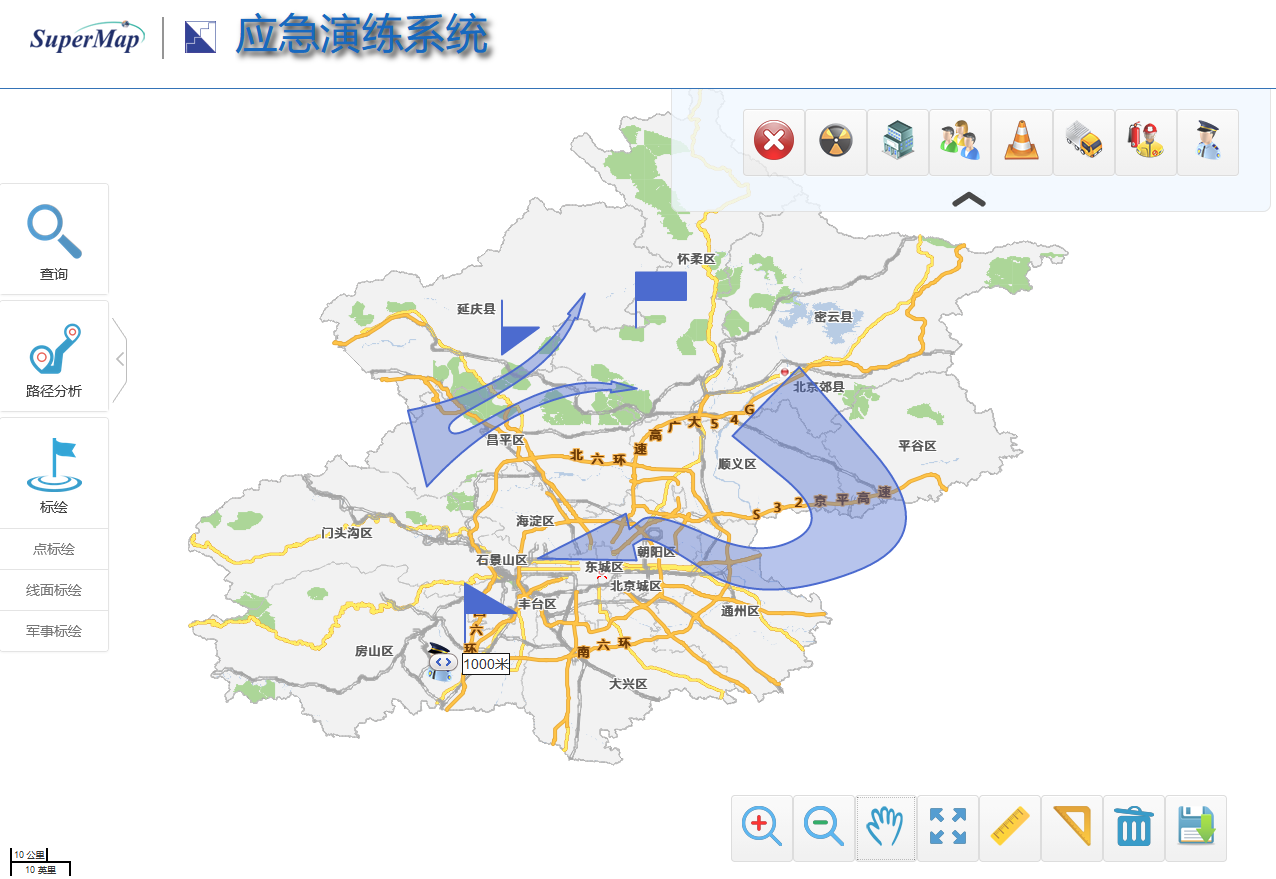 SuperMap
应急演练系统
查询
路径分析
标绘
点标绘
线面标绘
军事标绘
怀柔区
延庆县
密云县
北京郊县
昌平区
平谷区
顺义区
大广高速
G
4
5
北六环
S32京平高速
海淀区
门头沟区
石景山区
朝阳区
东城区
北京城区
丰台区
通州区
六
环
房山区
1000米
南六环
大兴区
10 公里
10 英里